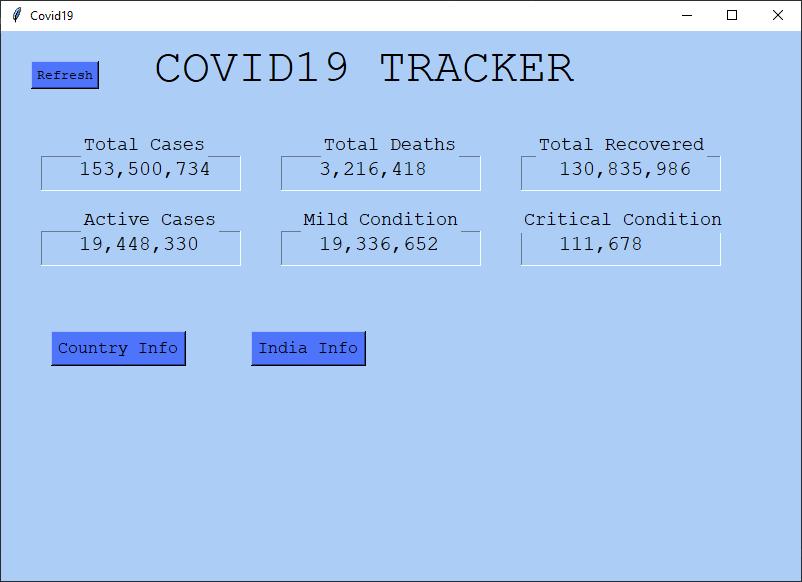 Covid19
Refresh
COVID19 TRACKER
Total Cases Total Deaths Total Recovered
153,500,734 3,216,418 130,835,986
Active Cases Mild Condition Critical Condition
19,448,330 19,336,652 111,678
Country Info India Info